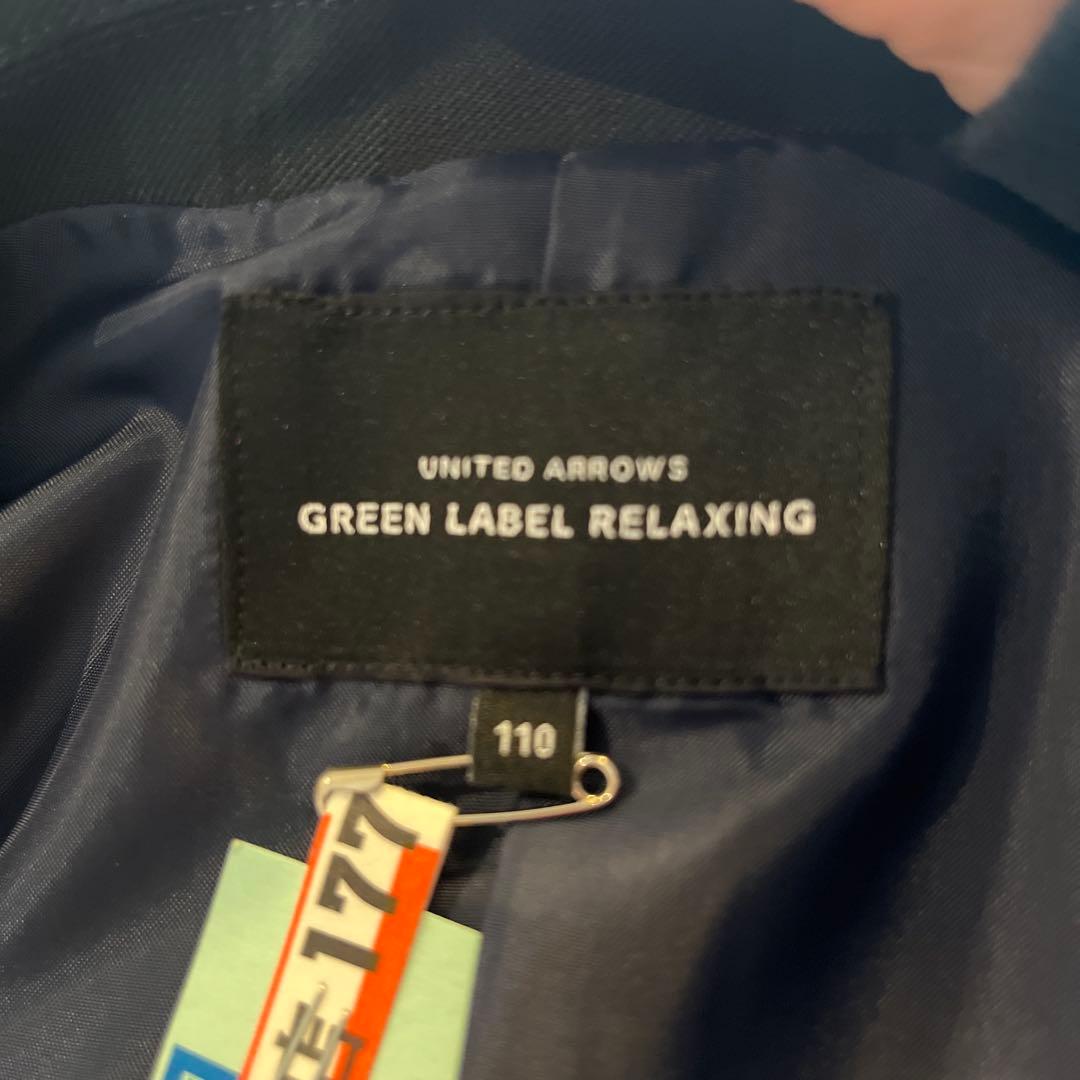 UNITED ARROWS
GREEN LABEL RELAXING
110
177